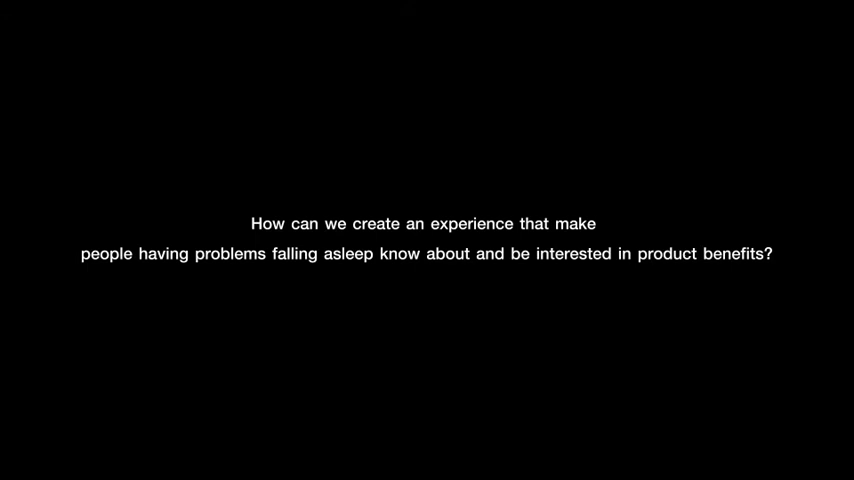 How can we create an experience that make
people having problems falling asleep know about and be interested in product benefits?